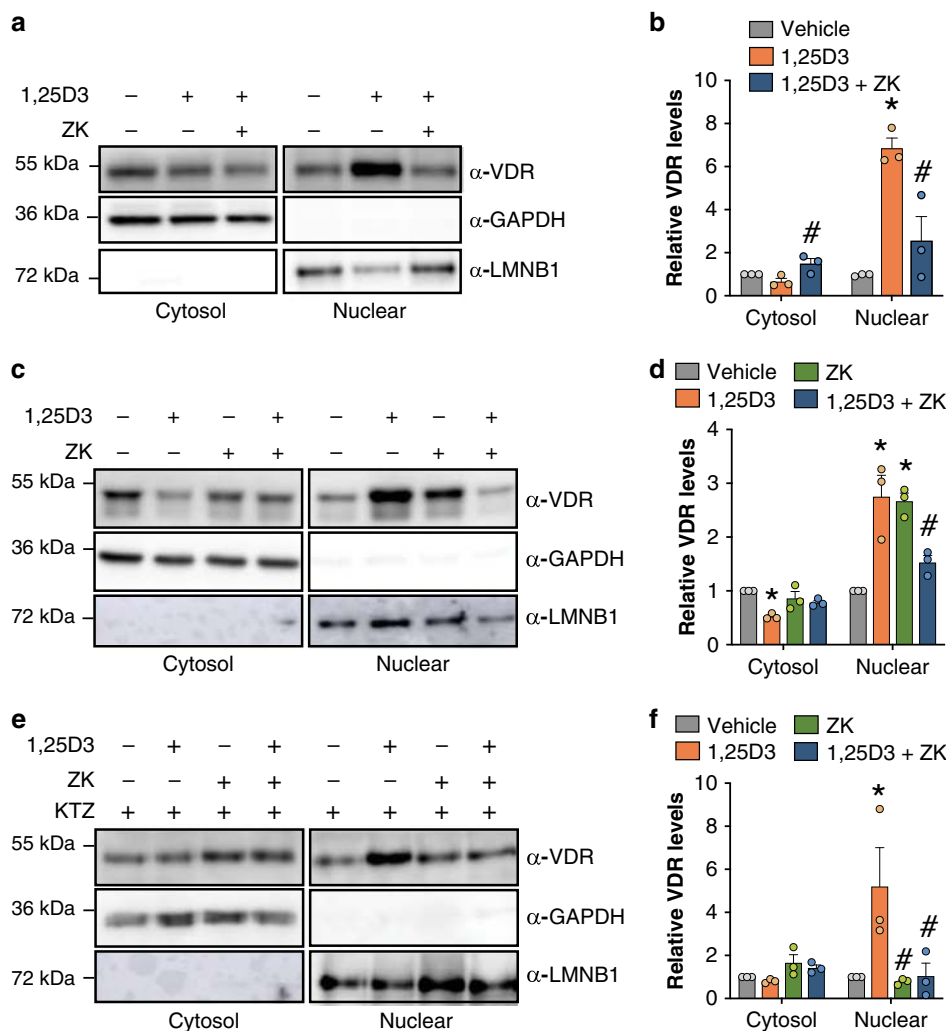 a
1,25D3 – + + – + +
ZK – – + – – +
55 kDa α-VDR
36 kDa α-GAPDH
72 kDa α-LMNB1
Cytosol Nuclear
b
Vehicle
1,25D3
1,25D3 + ZK
Relative VDR levels
10
8
6
4
2
0
* # #
Cytosol Nuclear
c
1,25D3 – + – + – + – +
ZK – – + + – – + +
55 kDa α-VDR
36 kDa α-GAPDH
72 kDa α-LMNB1
Cytosol Nuclear
d
Vehicle ZK
1,25D3 1,25D3 + ZK
Relative VDR levels
4
3
2
1
0
* * * #
Cytosol Nuclear
e
1,25D3 – + – + – + – +
ZK – – + + – – + +
KTZ + + + + + + + +
55 kDa α-VDR
36 kDa α-GAPDH
72 kDa α-LMNB1
Cytosol Nuclear
f
Vehicle ZK
1,25D3 1,25D3 + ZK
Relative VDR levels
10
8
6
4
2
0
* # #
Cytosol Nuclear